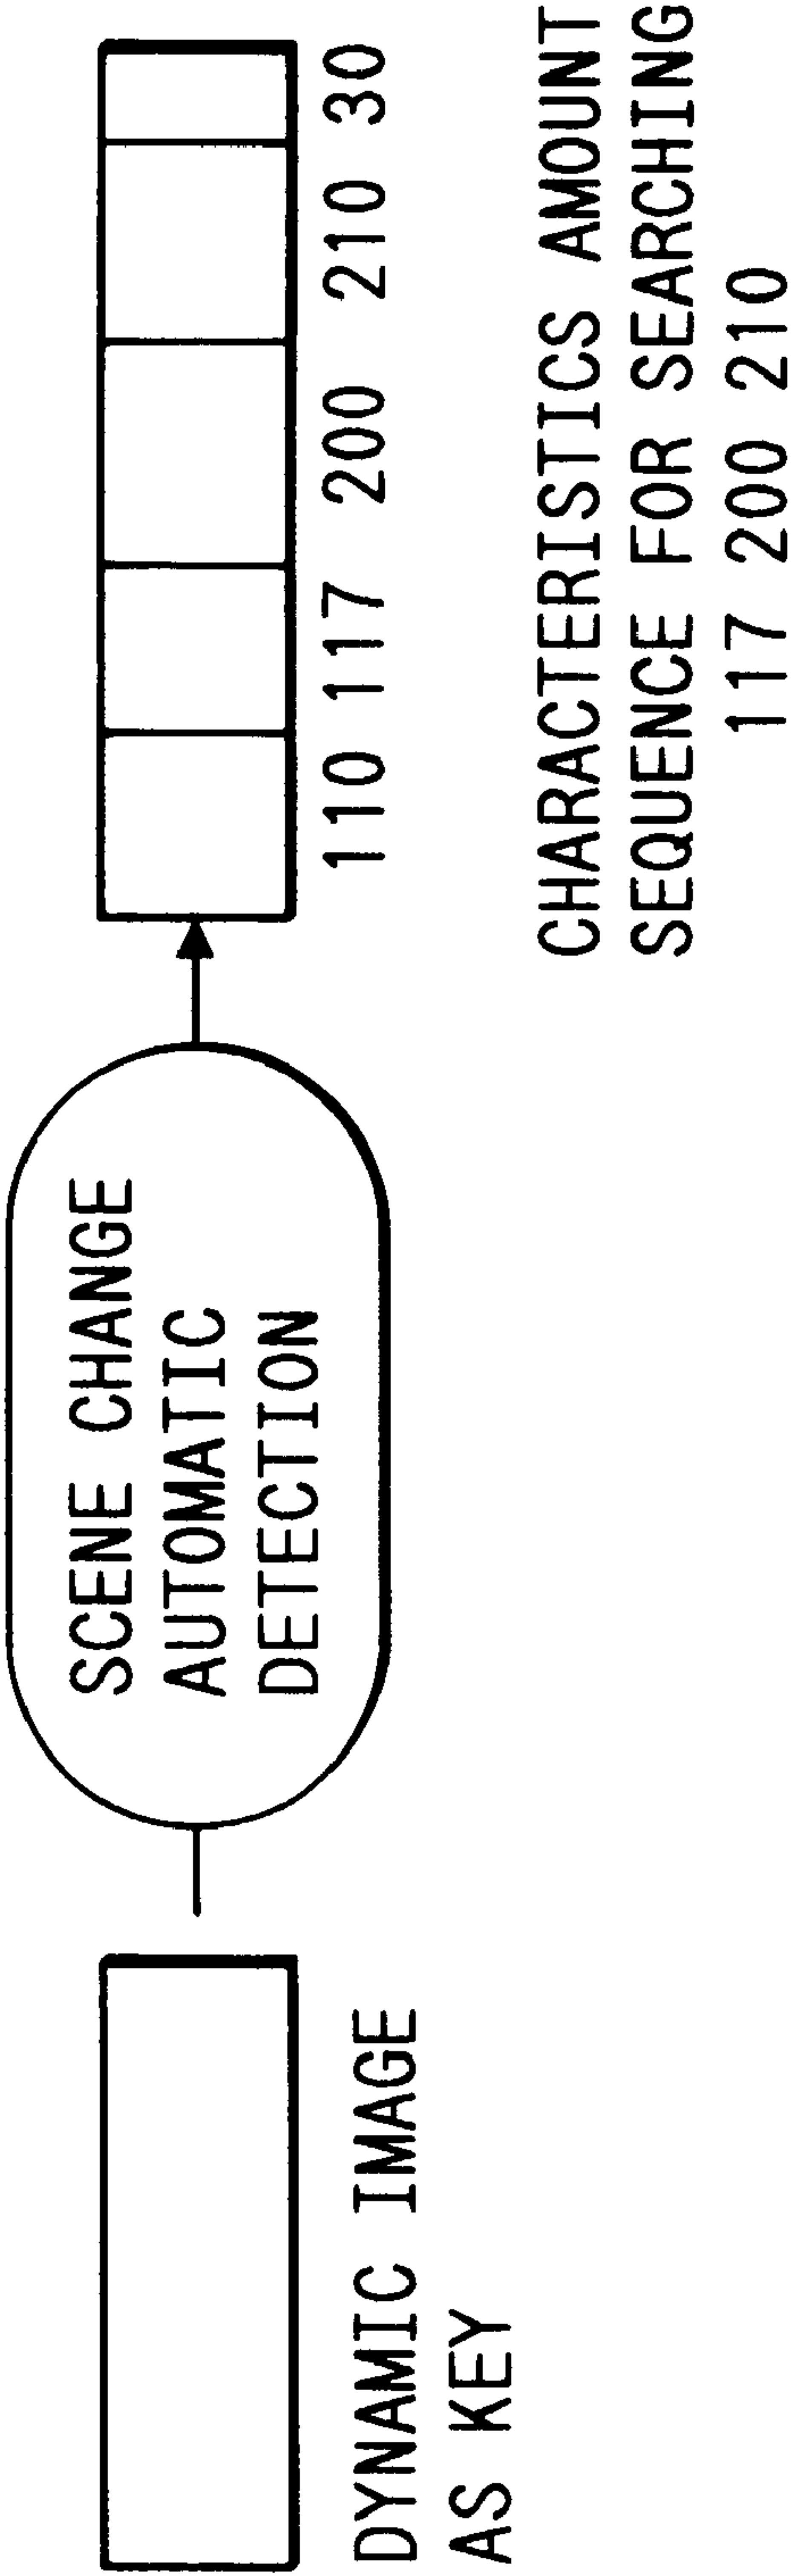 DYNAMIC IMAGE
AS KEY
SCENE CHANGE
AUTOMATIC
DETECTION
110 117 200 210 30
CHARACTERISTICS AMOUNT
SEQUENCE FOR SEARCHING
117 200 210